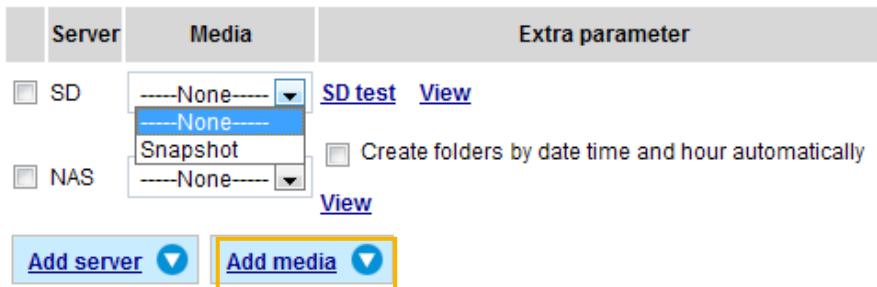 Server Media Extra parameter
SD -----None----- SD test View
-----None-----
Snapshot
Create folders by date time and hour automatically
NAS -----None-----
View
Add server Add media